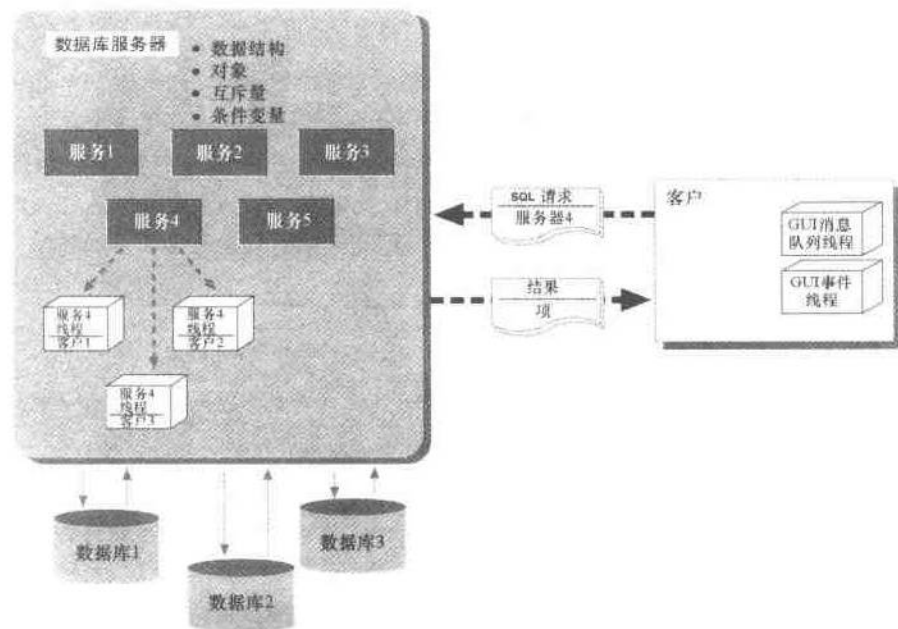 数据库服务器
• 数据结构
• 对象
• 互斥量
• 条件变量
服务1
服务2
服务3
服务4
服务5
服务4
线程
客户1
服务4
线程
客户2
服务4
线程
客户3
SQL 请求
服务器4
结果
项
客户
GUI消息
队列线程
GUI事件
线程
数据库1
数据库2
数据库3